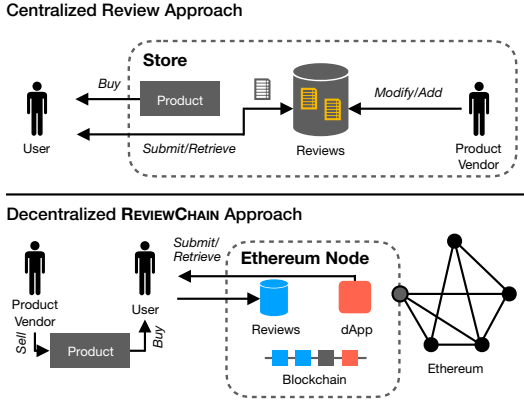 Centralized Review Approach
Store
Buy
Product
Modify/Add
User
Submit/Retrieve
Reviews
Product
Vendor
Decentralized REVIEWCHAIN Approach
Submit/
Retrieve
Ethereum Node
Product
Vendor
User
Reviews
dApp
Sell
Product
Buy
Blockchain
Ethereum